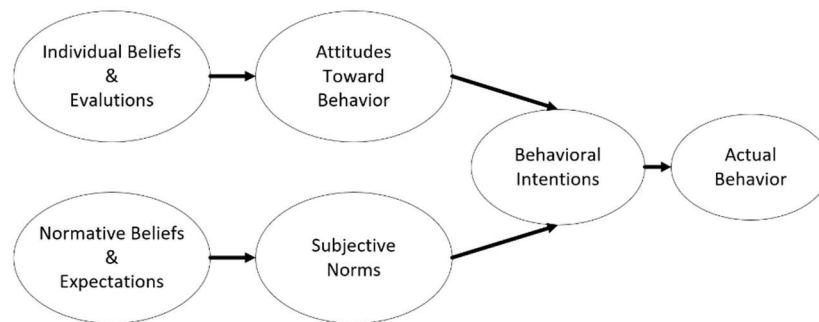 Individual Beliefs
&
Evalutions
Attitudes
Toward
Behavior
Behavioral
Intentions
Actual
Behavior
Normative Beliefs
&
Expectations
Subjective
Norms